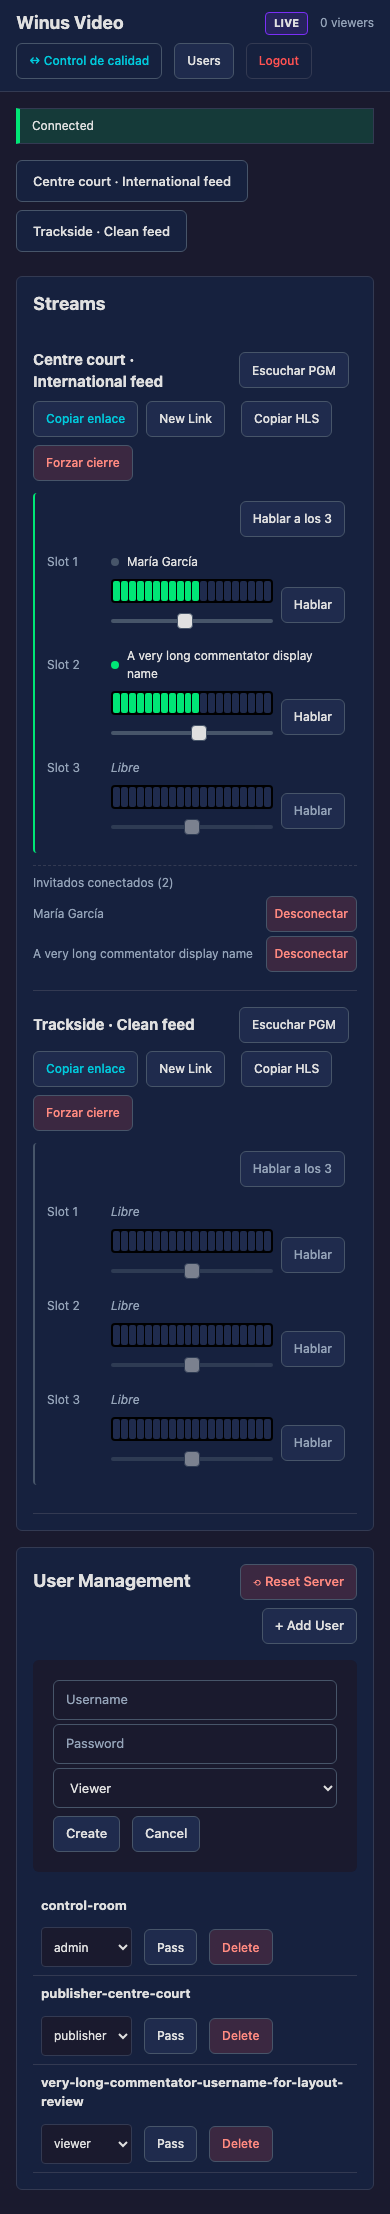 Winus Video
LIVE
0 viewers
↔ Control de calidad
Users
Logout
Connected
Centre court · International feed
Trackside · Clean feed
Streams
Centre court ·
International feed
Escuchar PGM
Copiar enlace
New Link
Copiar HLS
Forzar cierre
Hablar a los 3
Slot 1
María García
Hablar
Slot 2
A very long commentator display
name
Hablar
Slot 3
Libre
Hablar
Invitados conectados (2)
María García
Desconectar
A very long commentator display name
Desconectar
Trackside · Clean feed
Escuchar PGM
Copiar enlace
New Link
Copiar HLS
Forzar cierre
Hablar a los 3
Slot 1
Libre
Hablar
Slot 2
Libre
Hablar
Slot 3
Libre
Hablar
User Management
⟲ Reset Server
+ Add User
Username
Password
Viewer
Create
Cancel
control-room
admin
Pass
Delete
publisher-centre-court
publisher
Pass
Delete
very-long-commentator-username-for-layout-
review
viewer
Pass
Delete